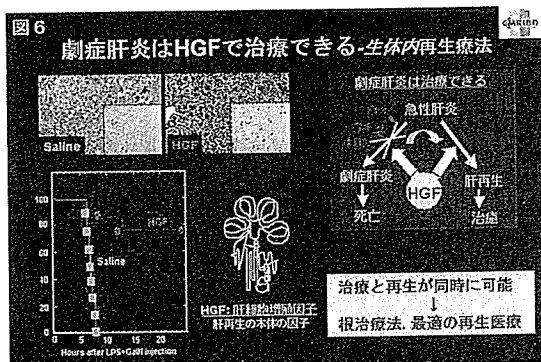 図6
劇症肝炎はHGFで治療できる-生体内再生療法
Saline
HGF
劇症肝炎は治療できる
急性肝炎
劇症肝炎
HGF
肝再生
死亡
治癒
100
80
60
40
20
0
HGF
Saline
0
10
20
Hours after LPS+GalN injection
HGF: 肝細胞増殖因子
肝再生の本体の因子
治療と再生が同時に可能
↓
根治療法、最適の再生医療